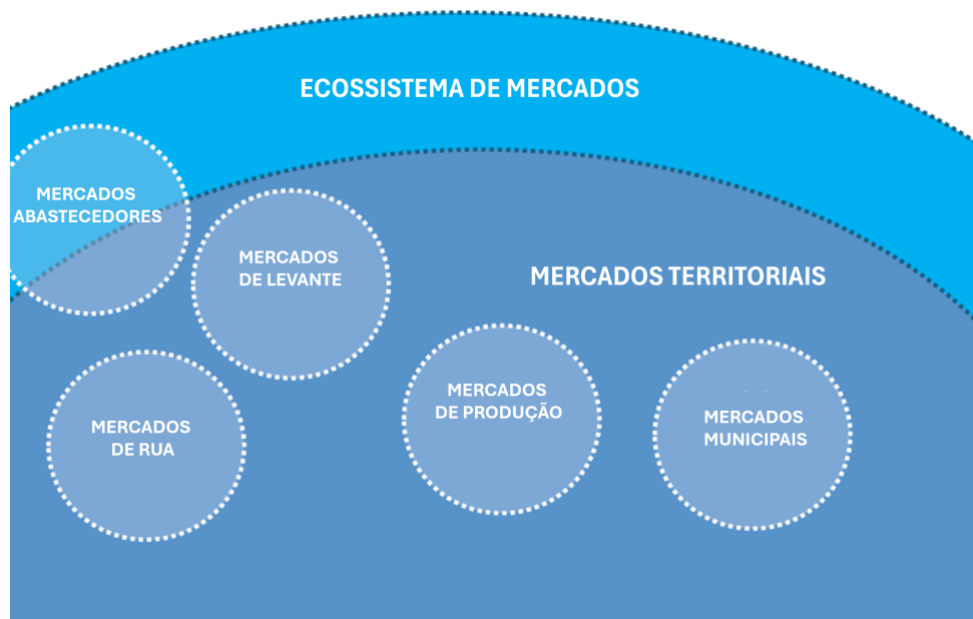 ECOSSISTEMA DE MERCADOS
MERCADOS
ABASTECEDORES
MERCADOS
DE LEVANTE
MERCADOS TERRITORIAIS
MERCADOS
DE RUA
MERCADOS
DE PRODUÇÃO
MERCADOS
MUNICIPAIS